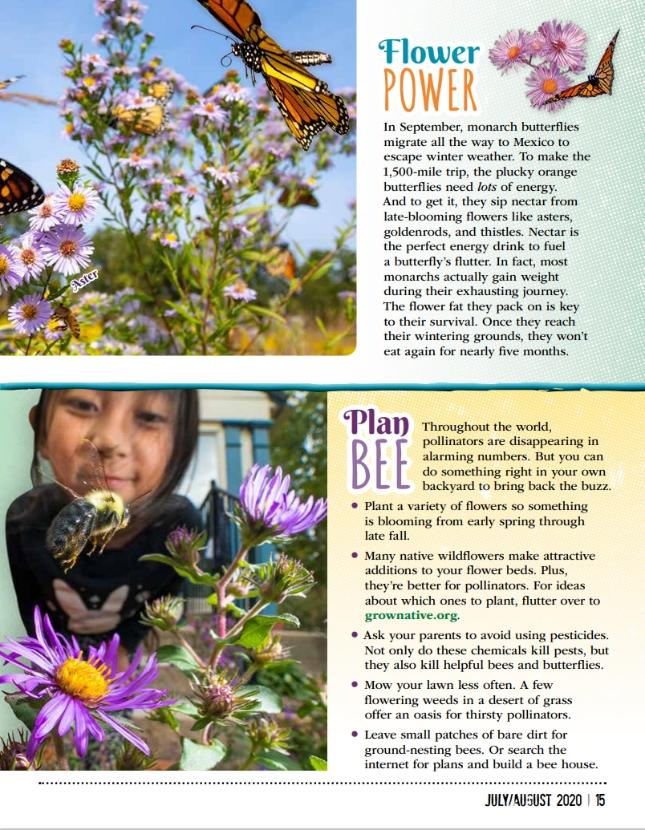 Flower
POWER
In September, monarch butterflies
migrate all the way to Mexico to
escape winter weather. To make the
1,500-mile trip, the plucky orange
butterflies need lots of energy.
And to get it, they sip nectar from
late-blooming flowers like asters,
goldenrods, and thistles. Nectar is
the perfect energy drink to fuel
a butterfly's flutter. In fact, most
monarchs actually gain weight
during their exhausting journey.
The flower fat they pack on is key
to their survival. Once they reach
their wintering grounds, they won't
eat again for nearly five months.
Aster
Plan
BEE
Throughout the world,
pollinators are disappearing in
alarming numbers. But you can
do something right in your own
backyard to bring back the buzz.
• Plant a variety of flowers so something
is blooming from early spring through
late fall.
• Many native wildflowers make attractive
additions to your flower beds. Plus,
they're better for pollinators. For ideas
about which ones to plant, flutter over to
grownative.org.
• Ask your parents to avoid using pesticides.
Not only do these chemicals kill pests, but
they also kill helpful bees and butterflies.
• Mow your lawn less often. A few
flowering weeds in a desert of grass
offer an oasis for thirsty pollinators.
• Leave small patches of bare dirt for
ground-nesting bees. Or search the
internet for plans and build a bee house.
JULY/AUGUST 2020 | 15